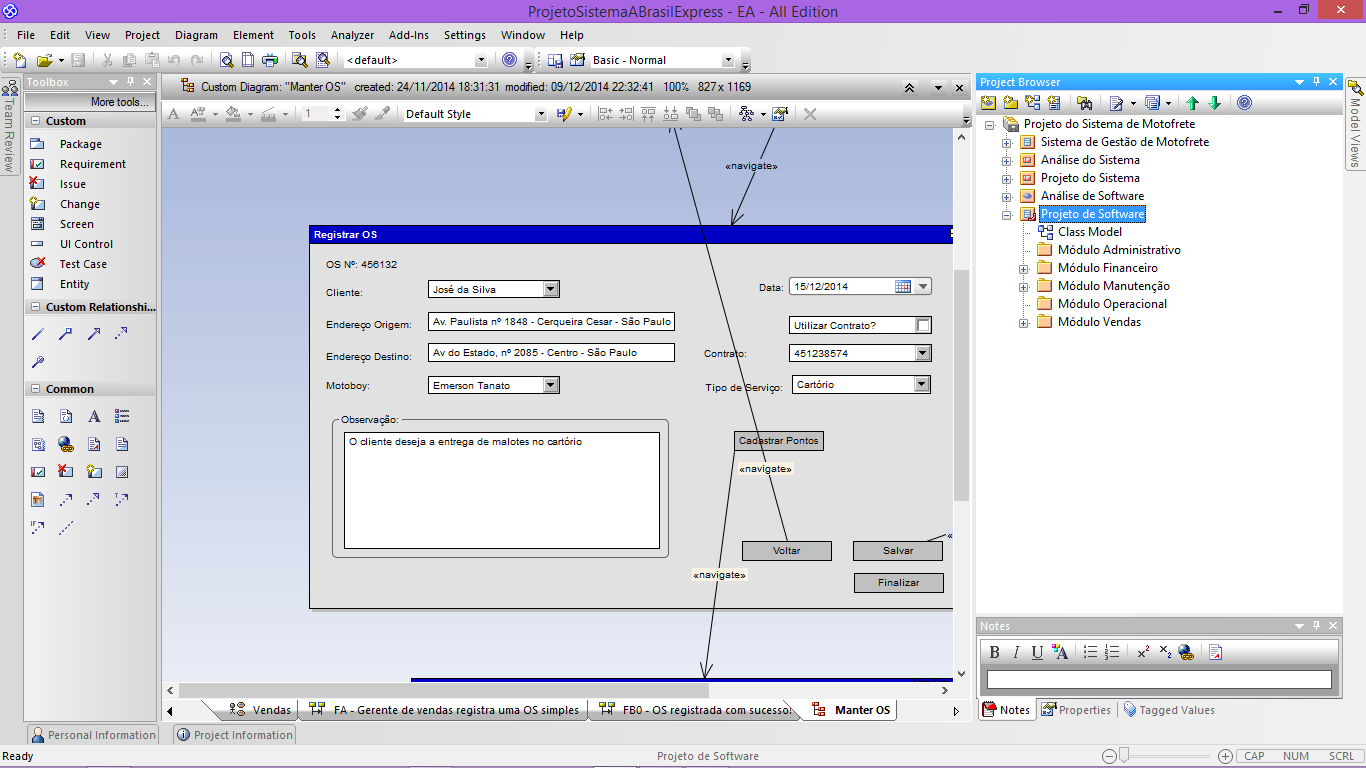 ProjetoSistemaABrasilExpress - EA - All Edition
File Edit View Project Diagram Element Tools Analyzer Add-Ins Settings Window Help
<default>
Basic - Normal
Team Review
Toolbox
More tools...
Custom
Package
Requirement
Issue
Change
Screen
UI Control
Test Case
Entity
Custom Relationshi...
Common
Custom Diagram: "Manter OS" created: 24/11/2014 18:31:31 modified: 09/12/2014 22:32:41 100% 827 x 1169
1
Default Style
«navigate»
Registrar OS
OS Nº: 456132
Cliente: José da Silva
Data: 15/12/2014
Endereço Origem: Av. Paulista nº 1848 - Cerqueira Cesar - São Paulo
Utilizar Contrato?
Endereço Destino: Av do Estado, nº 2085 - Centro - São Paulo
Contrato: 451238574
Motoboy: Emerson Tanato
Tipo de Serviço: Cartório
Observação:
O cliente deseja a entrega de malotes no cartório
Cadastrar Pontos
«navigate»
Voltar
Salvar
«
«navigate»
Finalizar
Vendas
FA - Gerente de vendas registra uma OS simples
FB0 - OS registrada com sucesso
Manter OS
Project Browser
Projeto do Sistema de Motofrete
Sistema de Gestão de Motofrete
Análise do Sistema
Projeto do Sistema
Análise de Software
Projeto de Software
Class Model
Módulo Administrativo
Módulo Financeiro
Módulo Manutenção
Módulo Operacional
Módulo Vendas
Model Views
Notes
B I U A x² x₂
Notes
Properties
Tagged Values
Personal Information
Project Information
Ready
Projeto de Software
CAP NUM SCRL